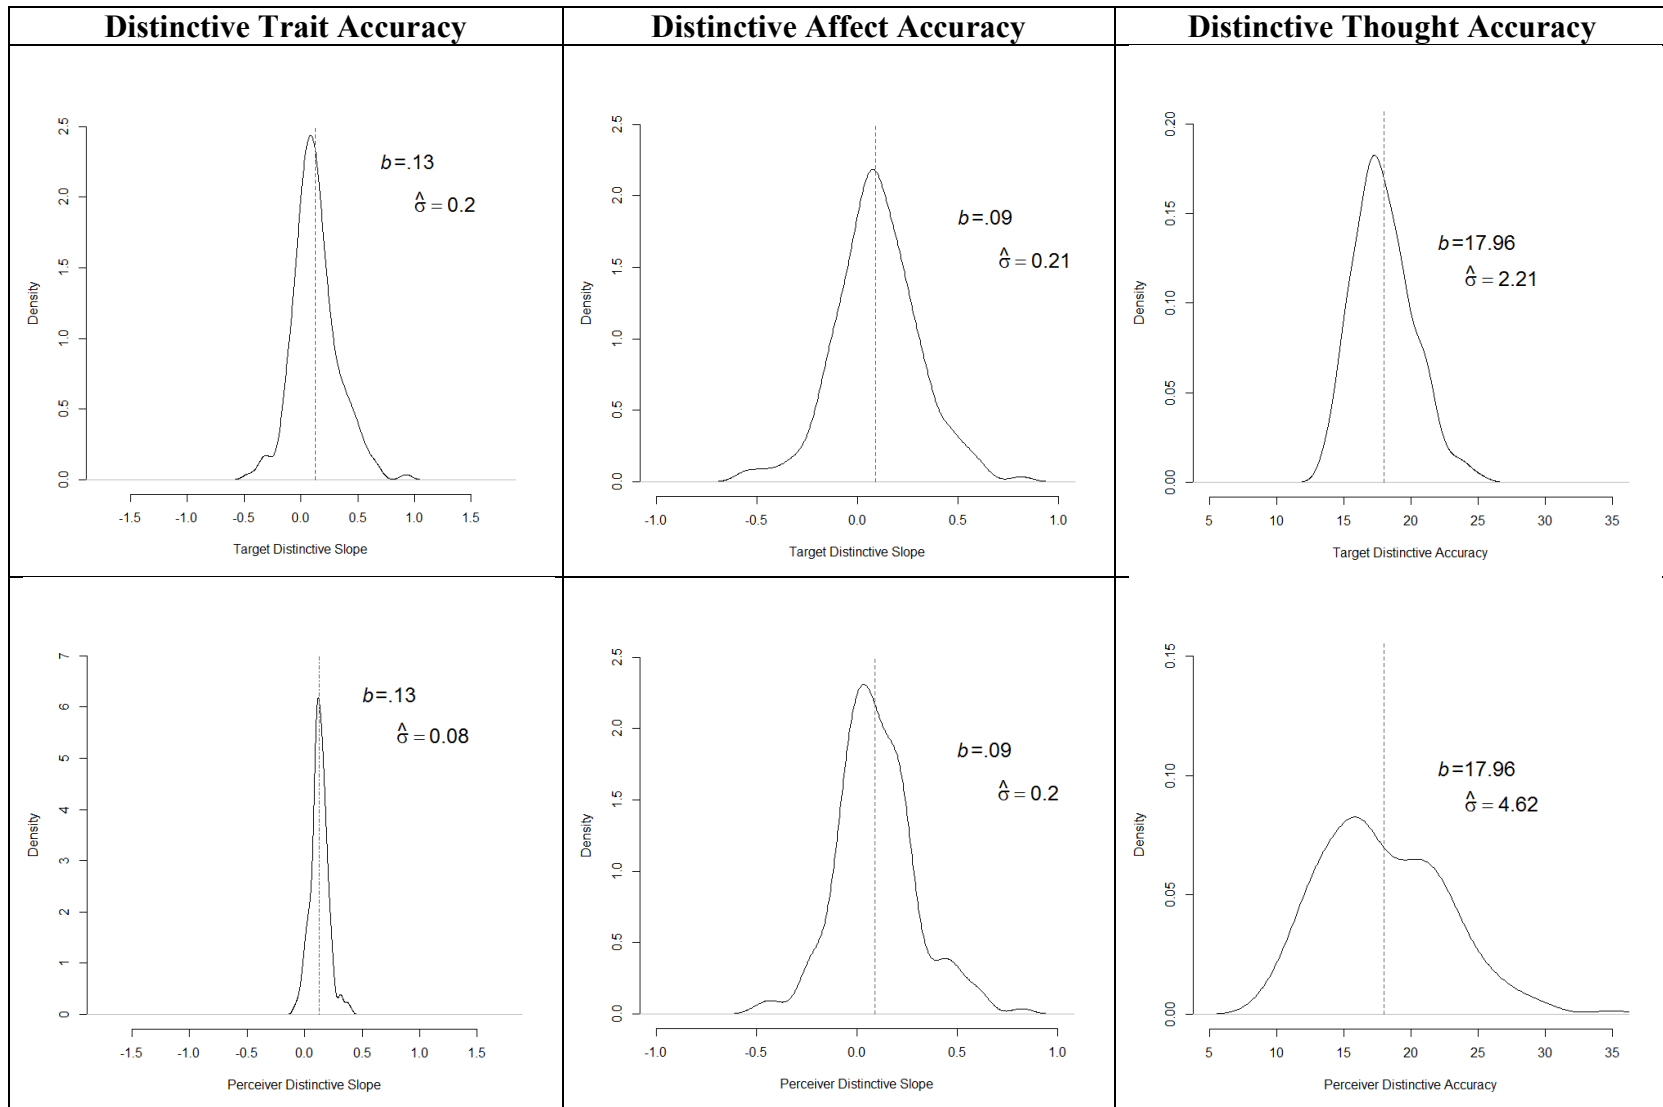 Distinctive Trait Accuracy
Distinctive Affect Accuracy
Distinctive Thought Accuracy
2.5
2.0
1.5
1.0
0.5
0.0
Density
b=.13
σ̂ = 0.2
-1.5 -1.0 -0.5 0.0 0.5 1.0 1.5
Target Distinctive Slope
2.5
2.0
1.5
1.0
0.5
0.0
Density
b=.09
σ̂ = 0.21
-1.0 -0.5 0.0 0.5 1.0
Target Distinctive Slope
0.20
0.15
0.10
0.05
0.00
Density
b=17.96
σ̂ = 2.21
5 10 15 20 25 30 35
Target Distinctive Accuracy
7
6
5
4
3
2
1
0
Density
b=.13
σ̂ = 0.08
-1.5 -1.0 -0.5 0.0 0.5 1.0 1.5
Perceiver Distinctive Slope
2.5
2.0
1.5
1.0
0.5
0.0
Density
b=.09
σ̂ = 0.2
-1.0 -0.5 0.0 0.5 1.0
Perceiver Distinctive Slope
0.15
0.10
0.05
0.00
Density
b=17.96
σ̂ = 4.62
5 10 15 20 25 30 35
Perceiver Distinctive Accuracy